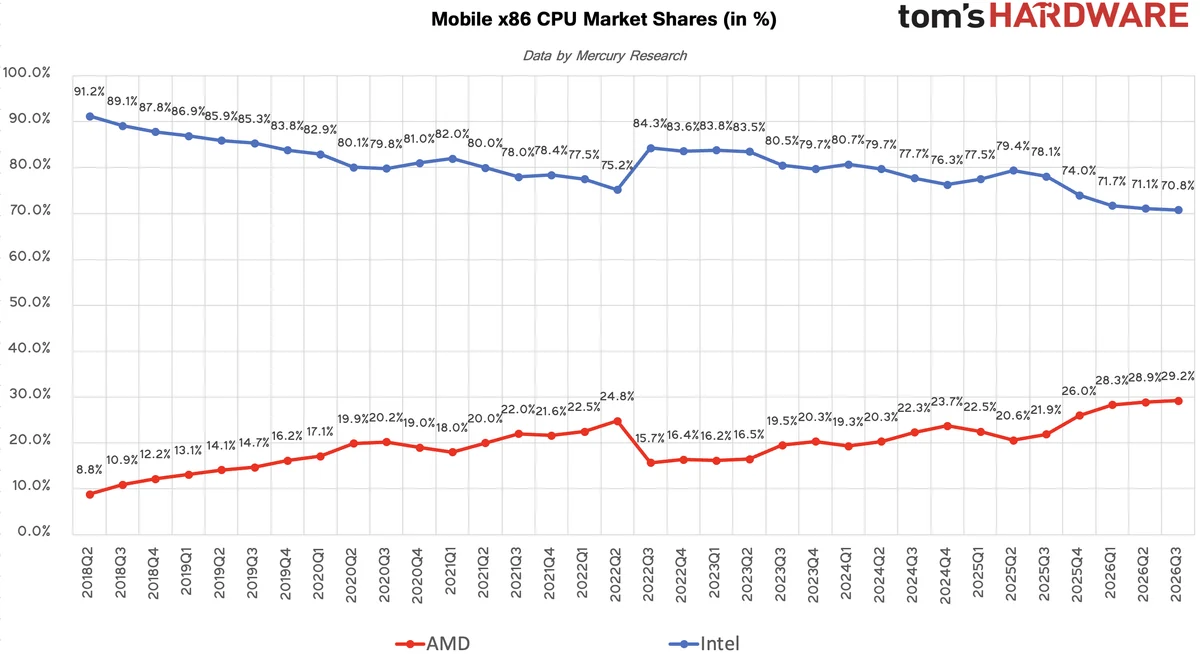 Mobile x86 CPU Market Shares (in %)
tom's HARDWARE
Data by Mercury Research
100.0%
90.0%
80.0%
70.0%
60.0%
50.0%
40.0%
30.0%
20.0%
10.0%
0.0%
91.2% 89.1% 87.8% 86.9% 85.9% 85.3% 83.8% 82.9% 80.1% 79.8% 81.0% 82.0% 80.0% 78.0% 78.4% 77.5% 75.2% 84.3% 83.6% 83.8% 83.5% 80.5% 79.7% 80.7% 79.7% 77.7% 76.3% 77.5% 79.4% 78.1% 74.0% 71.7% 71.1% 70.8%
8.8% 10.9% 12.2% 13.1% 14.1% 14.7% 16.2% 17.1% 19.9% 20.2% 19.0% 18.0% 20.0% 22.0% 21.6% 22.5% 24.8% 15.7% 16.4% 16.2% 16.5% 19.5% 20.3% 19.3% 20.3% 22.3% 23.7% 22.5% 20.6% 21.9% 26.0% 28.3% 28.9% 29.2%
2018Q2 2018Q3 2018Q4 2019Q1 2019Q2 2019Q3 2019Q4 2020Q1 2020Q2 2020Q3 2020Q4 2021Q1 2021Q2 2021Q3 2021Q4 2022Q1 2022Q2 2022Q3 2022Q4 2023Q1 2023Q2 2023Q3 2023Q4 2024Q1 2024Q2 2024Q3 2024Q4 2025Q1 2025Q2 2025Q3 2025Q4 2026Q1 2026Q2 2026Q3
AMD Intel